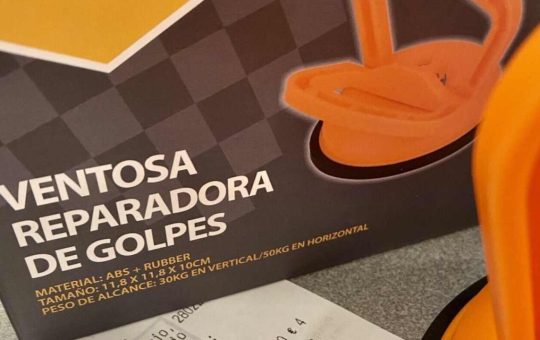 VENTOSA
REPARADORA
DE GOLPES
MATERIAL: ABS + RUBBER
TAMAÑO: 11,8 X 11,8 X 10CM
PESO DE ALCANCE: 30KG EN VERTICAL/50KG EN HORIZONTAL